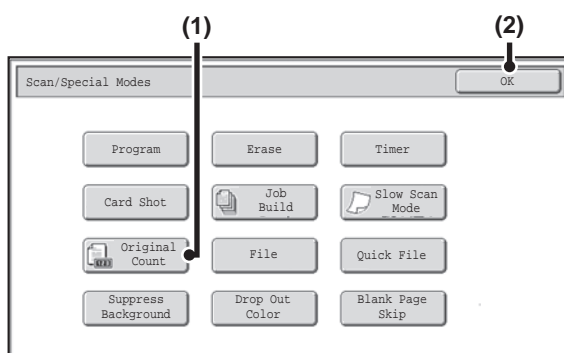 (1) (2)
Scan/Special Modes OK
Program Erase Timer
Card Shot Job Build Slow Scan Mode
Original Count File Quick File
Suppress Background Drop Out Color Blank Page Skip